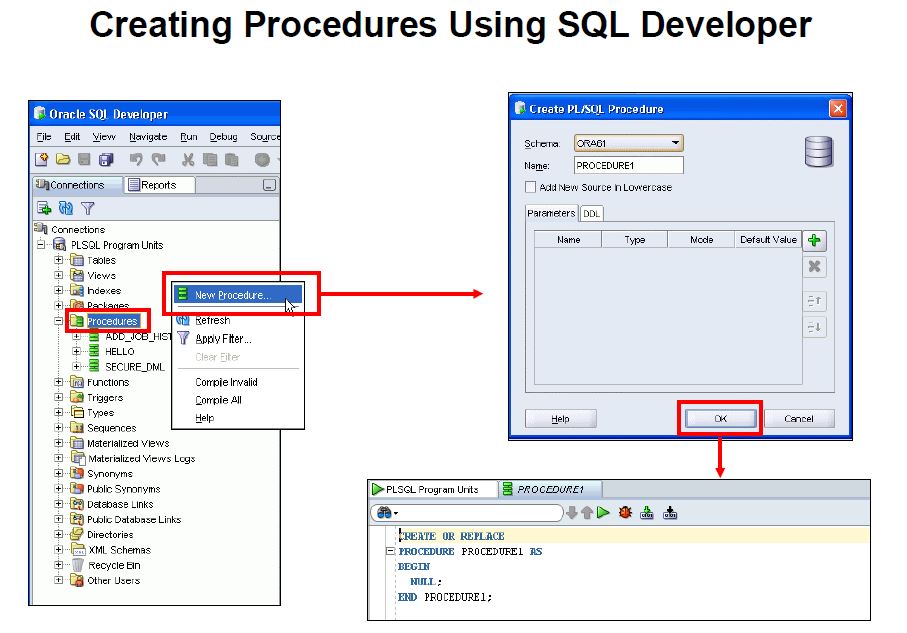 Creating Procedures Using SQL Developer
Oracle SQL Developer
File Edit View Navigate Run Debug Source
Connections Reports
Connections
PLSQL Program Units
Tables
Views
Indexes
Packages
Procedures
ADD_JOB_HIST
HELLO
SECURE_DML
Functions
Triggers
Types
Sequences
Materialized Views
Materialized Views Logs
Synonyms
Public Synonyms
Database Links
Public Database Links
Directories
XML Schemas
Recycle Bin
Other Users
New Procedure...
Refresh
Apply Filter...
Clear Filter
Compile Invalid
Compile All
Help
Create PL/SQL Procedure
Schema: ORA61
Name: PROCEDURE1
Add New Source In Lowercase
Parameters DDL
Name Type Mode Default Value
Help OK Cancel
PLSQL Program Units PROCEDURE1
CREATE OR REPLACE
PROCEDURE PROCEDURE1 AS
BEGIN
NULL;
END PROCEDURE1;